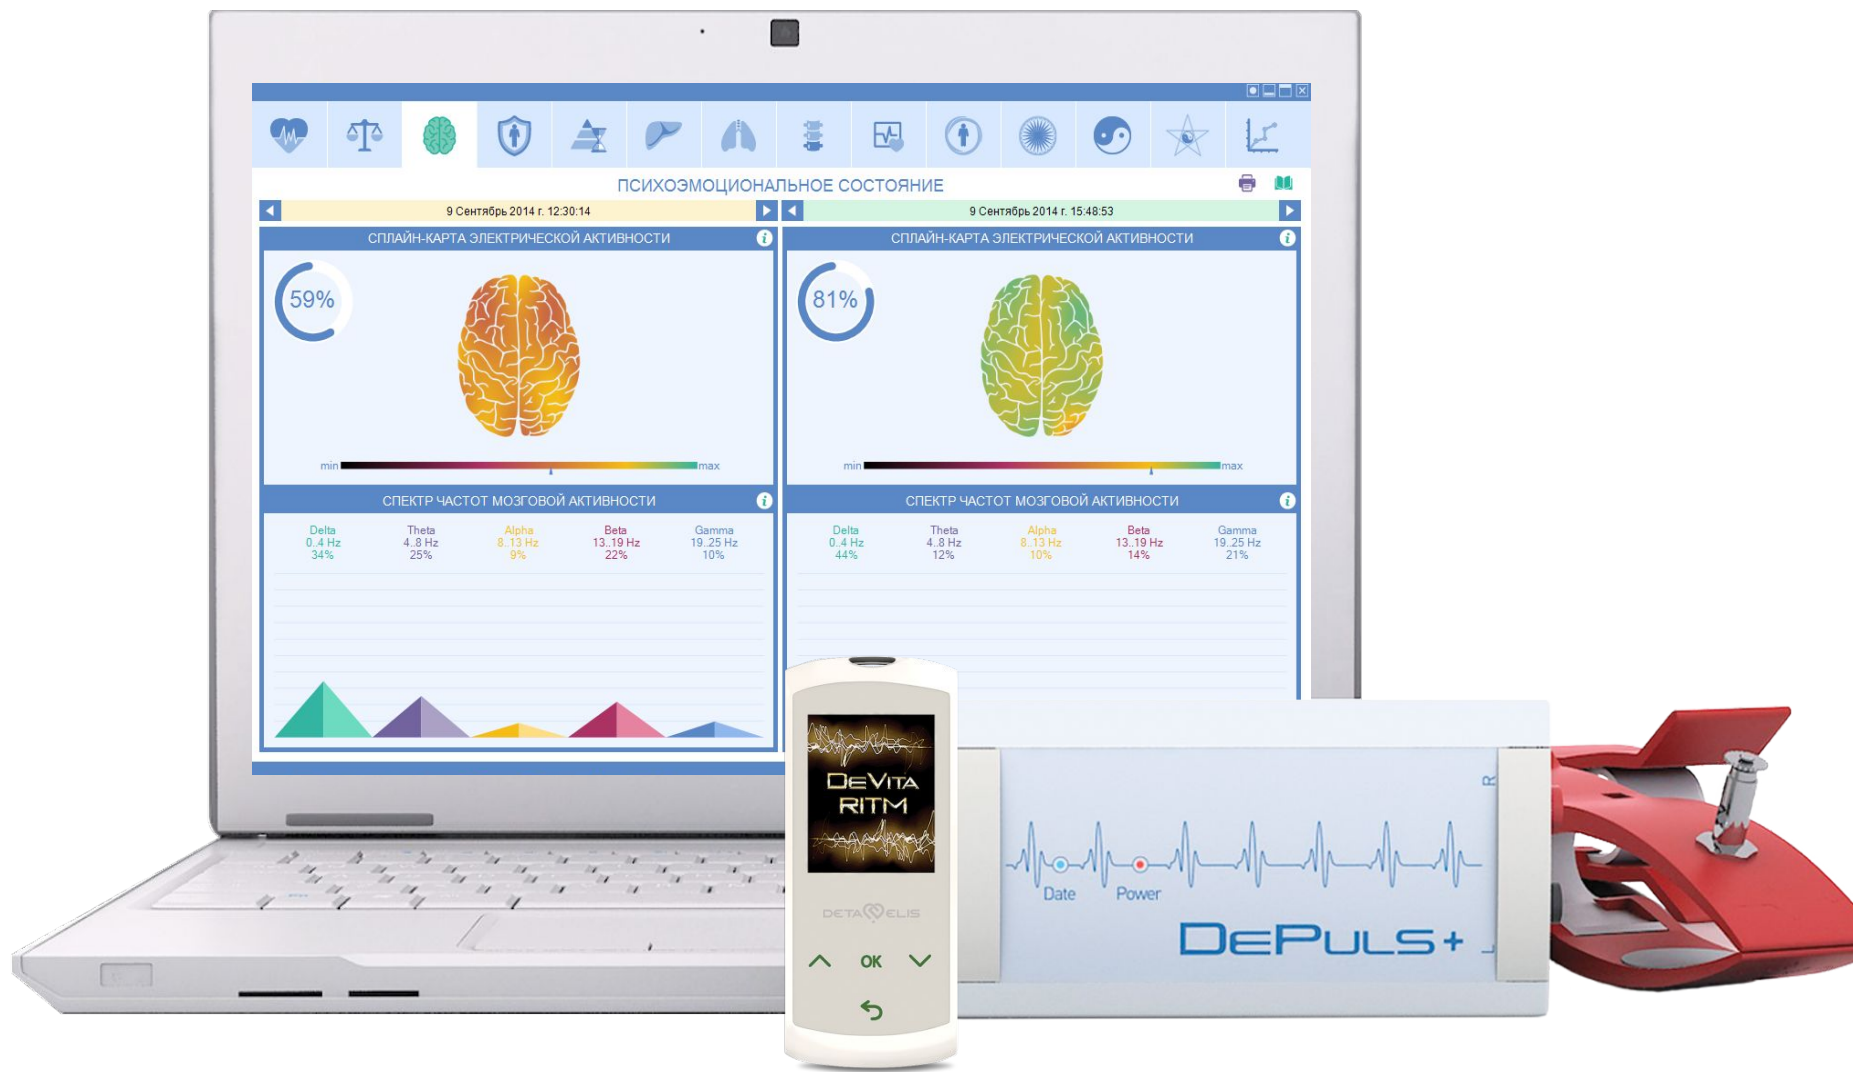 ПСИХОЭМОЦИОНАЛЬНОЕ СОСТОЯНИЕ
9 Сентябрь 2014 г. 12:30:14
СПЛАЙН-КАРТА ЭЛЕКТРИЧЕСКОЙ АКТИВНОСТИ
59%
min max
СПЕКТР ЧАСТОТ МОЗГОВОЙ АКТИВНОСТИ
Delta Theta Alpha Beta Gamma
0..4 Hz 4..8 Hz 8..13 Hz 13..19 Hz 19..25 Hz
34% 25% 9% 22% 10%
9 Сентябрь 2014 г. 15:48:53
СПЛАЙН-КАРТА ЭЛЕКТРИЧЕСКОЙ АКТИВНОСТИ
81%
min max
СПЕКТР ЧАСТОТ МОЗГОВОЙ АКТИВНОСТИ
Delta Theta Alpha Beta Gamma
0..4 Hz 4..8 Hz 8..13 Hz 13..19 Hz 19..25 Hz
44% 12% 10% 14% 21%
DEVITA
RITM
DETA ELIS
OK
R
Date Power
DEPULS+
L